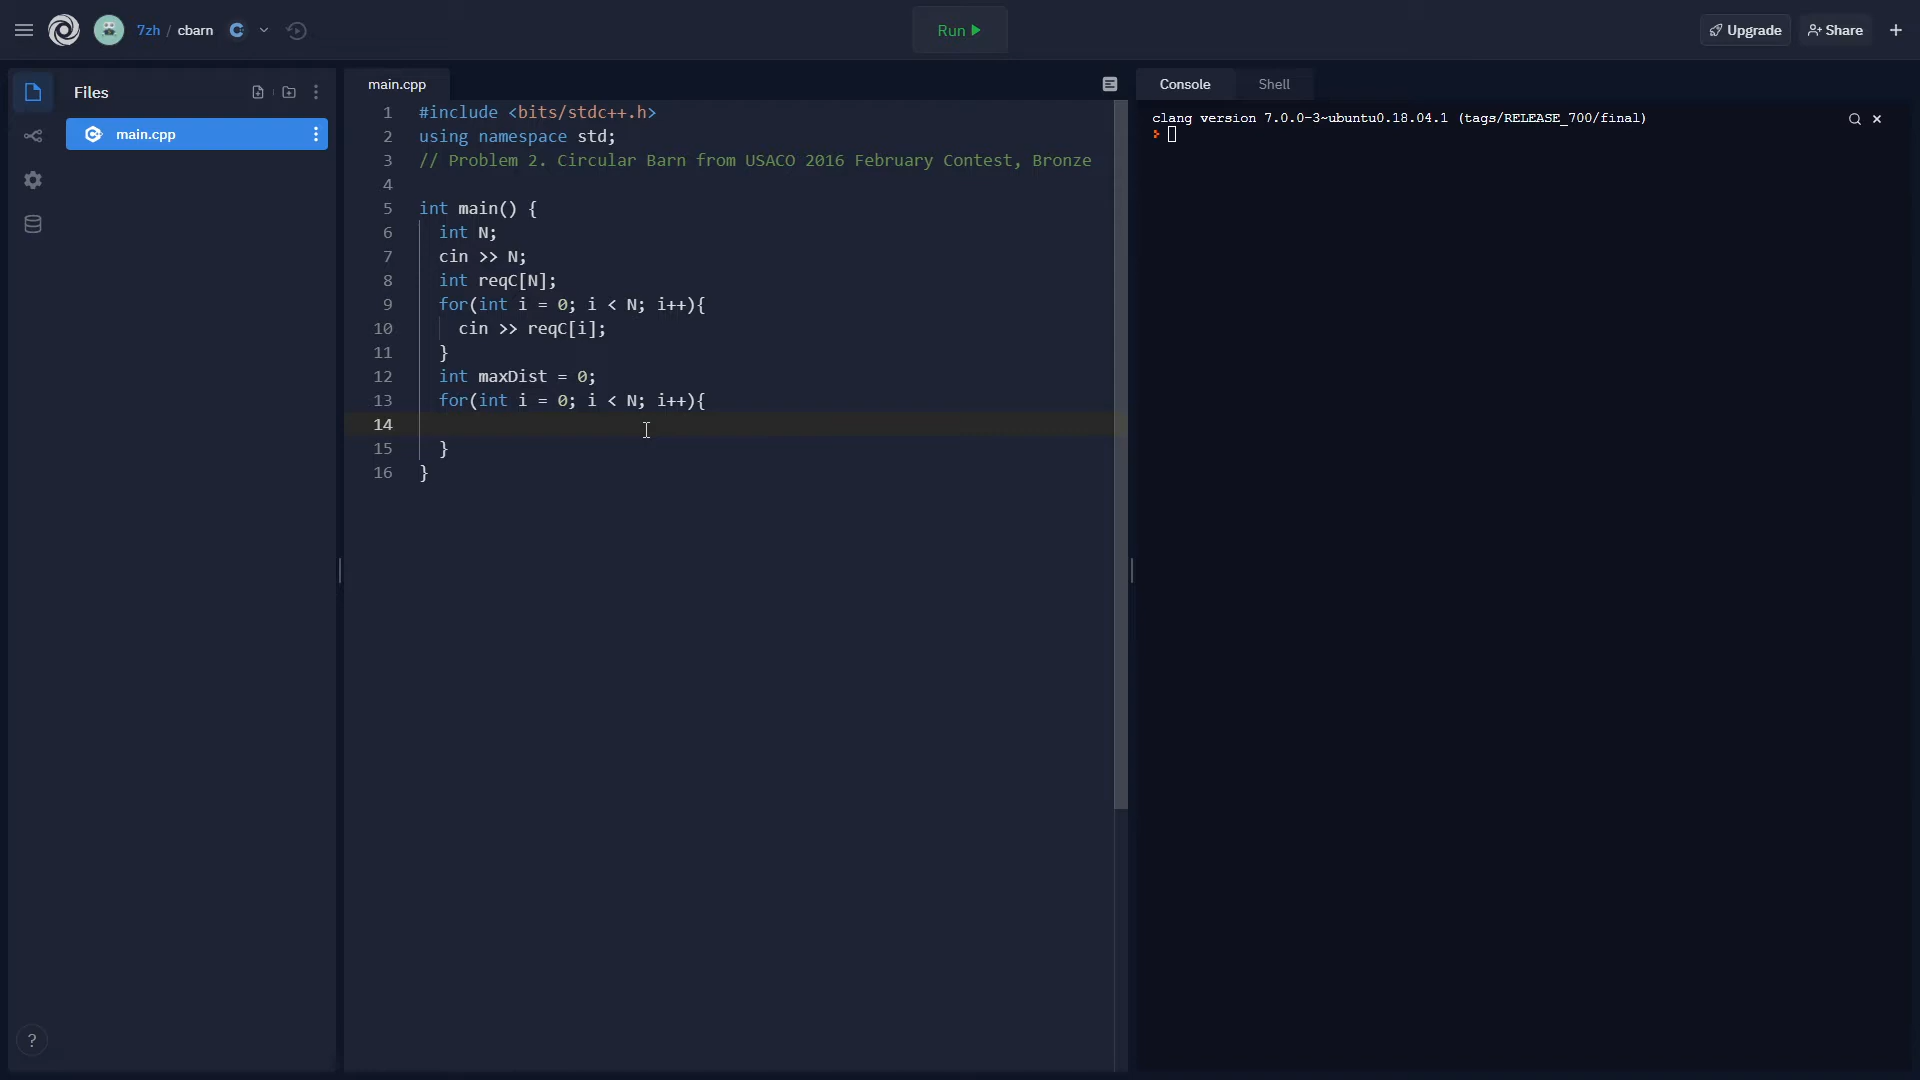 7zh / cbarn
Run
Upgrade
Share
Files
main.cpp
main.cpp
1 #include <bits/stdc++.h>
2 using namespace std;
3 // Problem 2. Circular Barn from USACO 2016 February Contest, Bronze
4
5 int main() {
6 int N;
7 cin >> N;
8 int reqC[N];
9 for(int i = 0; i < N; i++){
10 cin >> reqC[i];
11 }
12 int maxDist = 0;
13 for(int i = 0; i < N; i++){
14
15 }
16 }
Console
Shell
clang version 7.0.0-3~ubuntu0.18.04.1 (tags/RELEASE_700/final)
>
?